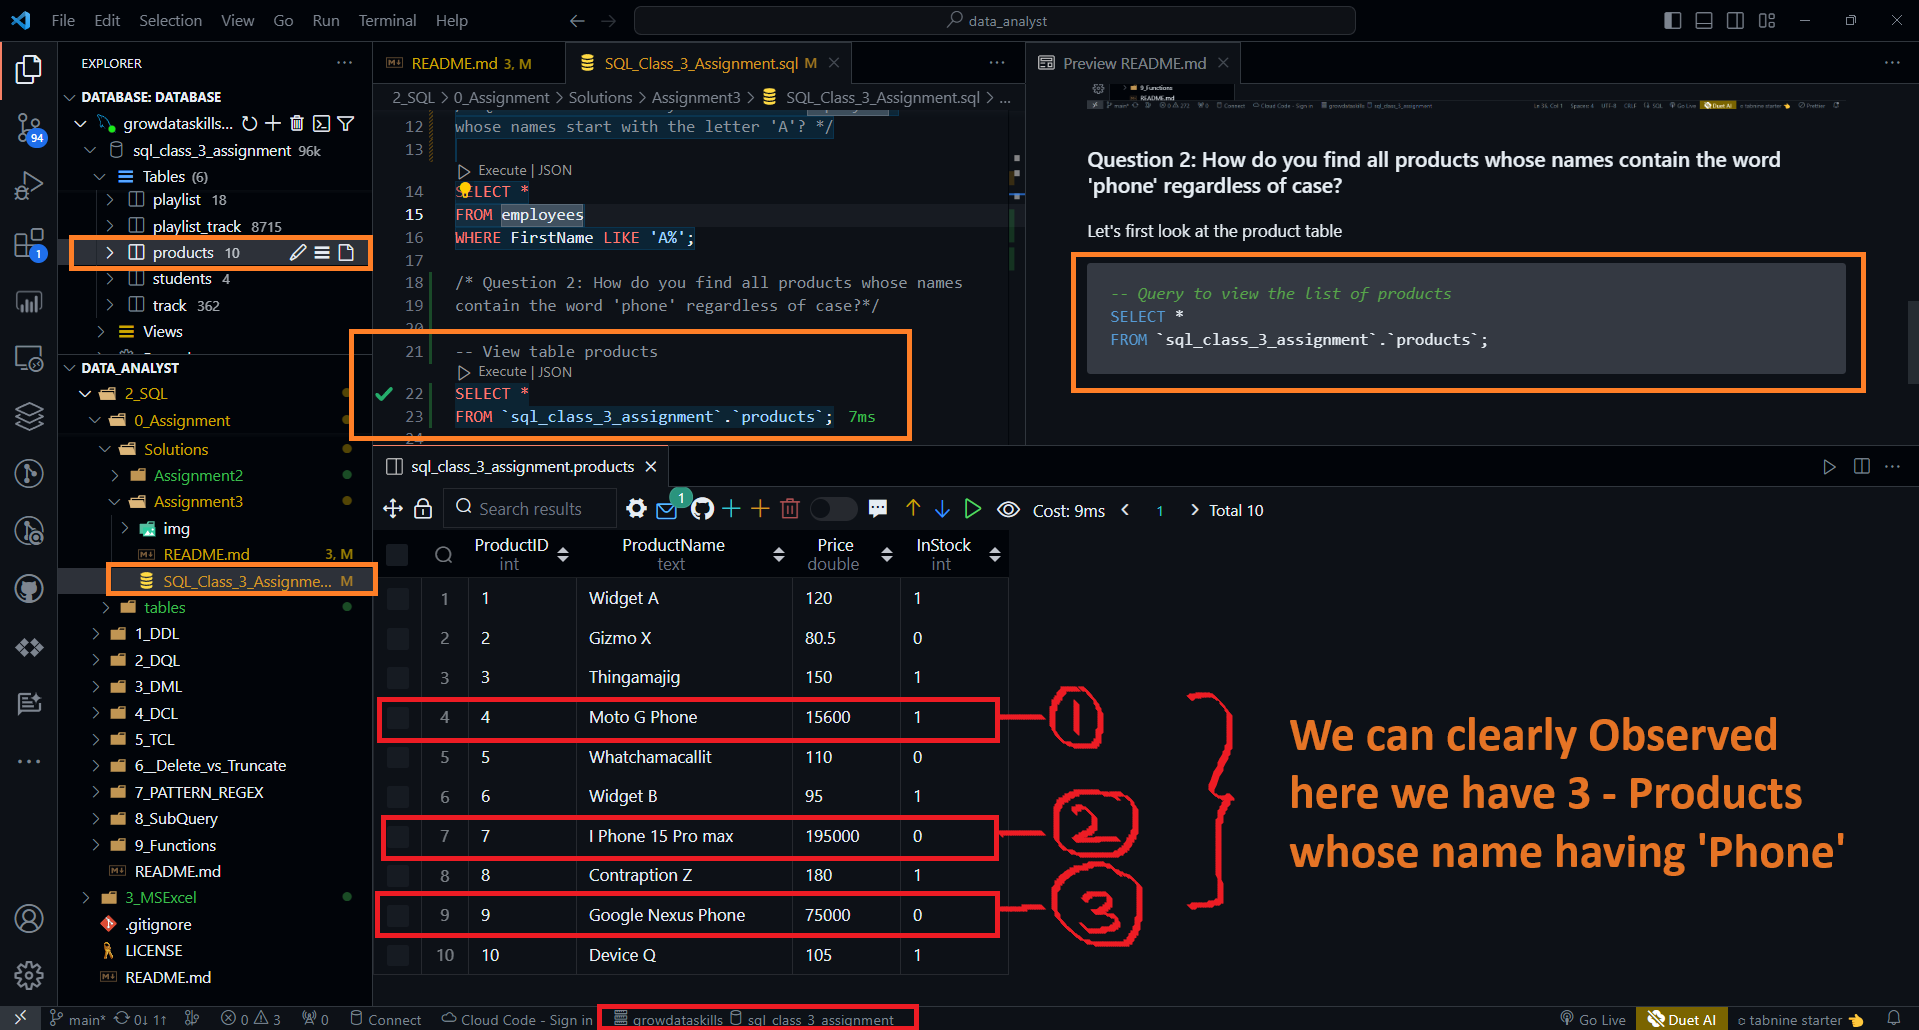 File Edit Selection View Go Run Terminal Help
data_analyst
EXPLORER
DATABASE: DATABASE
growdataskills...
sql_class_3_assignment 96k
Tables (6)
playlist 18
playlist_track 8715
products 10
students 4
track 362
Views
DATA_ANALYST
2_SQL
0_Assignment
Solutions
Assignment2
Assignment3
img
README.md 3, M
SQL_Class_3_Assignme... M
tables
1_DDL
2_DQL
3_DML
4_DCL
5_TCL
6__Delete_vs_Truncate
7_PATTERN_REGEX
8_SubQuery
9_Functions
README.md
3_MSExcel
.gitignore
LICENSE
README.md
94
1
README.md 3, M
SQL_Class_3_Assignment.sql M
2_SQL > 0_Assignment > Solutions > Assignment3 > SQL_Class_3_Assignment.sql > ...
12 whose names start with the letter 'A'? */
13
Execute | JSON
14 SELECT *
15 FROM employees
16 WHERE FirstName LIKE 'A%';
17
18 /* Question 2: How do you find all products whose names
19 contain the word 'phone' regardless of case?*/
20
21 -- View table products
Execute | JSON
22 SELECT *
23 FROM `sql_class_3_assignment`.`products`; 7ms
24
Preview README.md
9_Functions
README.md
Question 2: How do you find all products whose names contain the word
'phone' regardless of case?
Let's first look at the product table
-- Query to view the list of products
SELECT *
FROM `sql_class_3_assignment`.`products`;
sql_class_3_assignment.products
Search results
1
Cost: 9ms < 1 > Total 10
ProductID ProductName Price InStock
int text double int
1 1 Widget A 120 1
2 2 Gizmo X 80.5 0
3 3 Thingamajig 150 1
4 4 Moto G Phone 15600 1
5 5 Whatchamacallit 110 0
6 6 Widget B 95 1
7 7 I Phone 15 Pro max 195000 0
8 8 Contraption Z 180 1
9 9 Google Nexus Phone 75000 0
10 10 Device Q 105 1
1
2
3
We can clearly Observed
here we have 3 - Products
whose name having 'Phone'
main* 0↓ 1↑ 0 3 0 Connect Cloud Code - Sign in growdataskills sql_class_3_assignment Go Live Duet AI tabnine starter